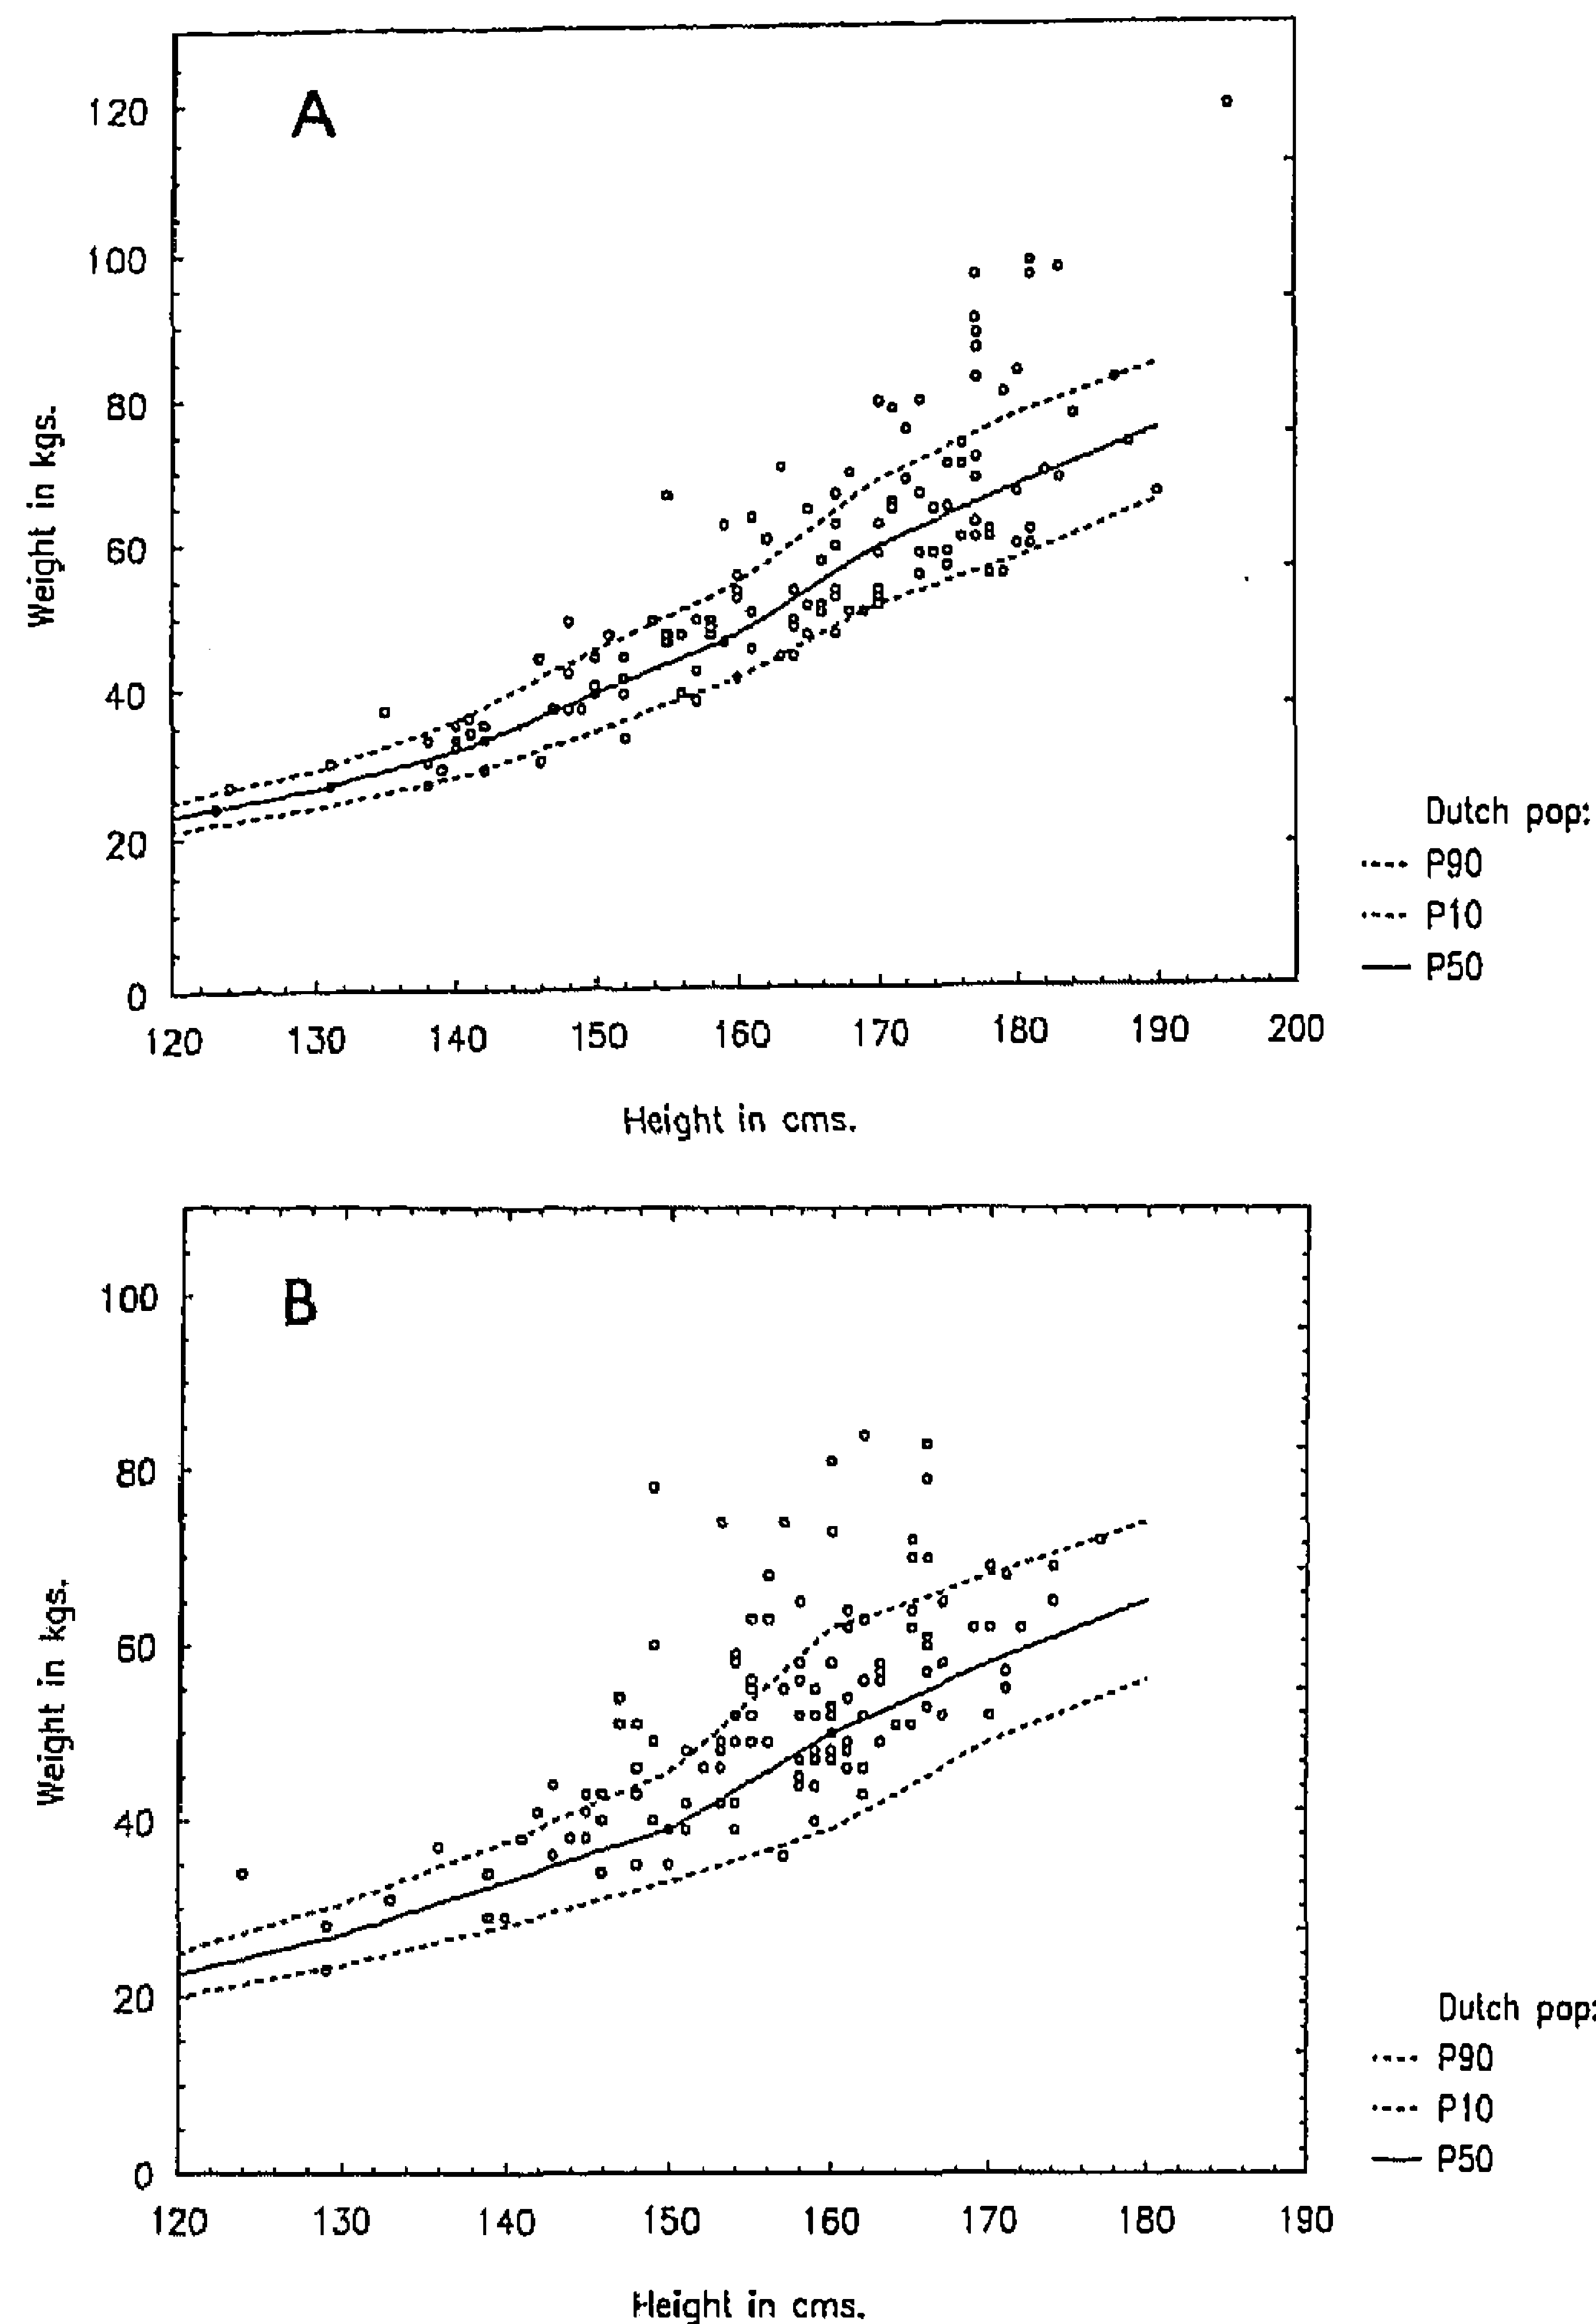 A
120
100
80
60
40
20
0
Weight in kgs.
120 130 140 150 160 170 180 190 200
Height in cms.
Dutch pop:
P90
P10
P50
B
100
80
60
40
20
0
Weight in kgs.
120 130 140 150 160 170 180 190
Height in cms.
Dutch pop:
P90
P10
P50